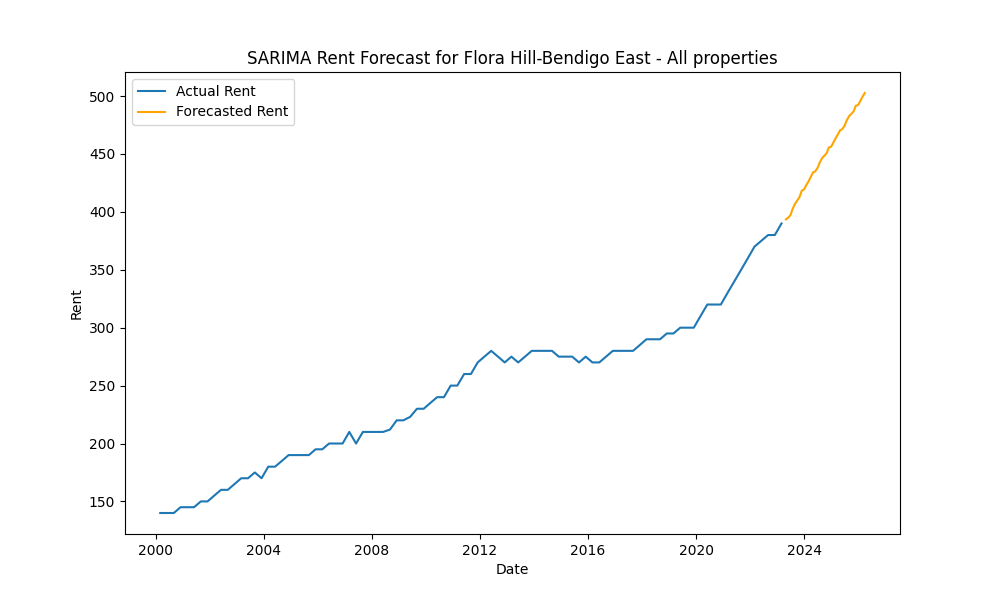 SARIMA Rent Forecast for Flora Hill-Bendigo East - All properties
Actual Rent
Forecasted Rent
500
450
400
350
300
250
200
150
Rent
2000 2004 2008 2012 2016 2020 2024
Date